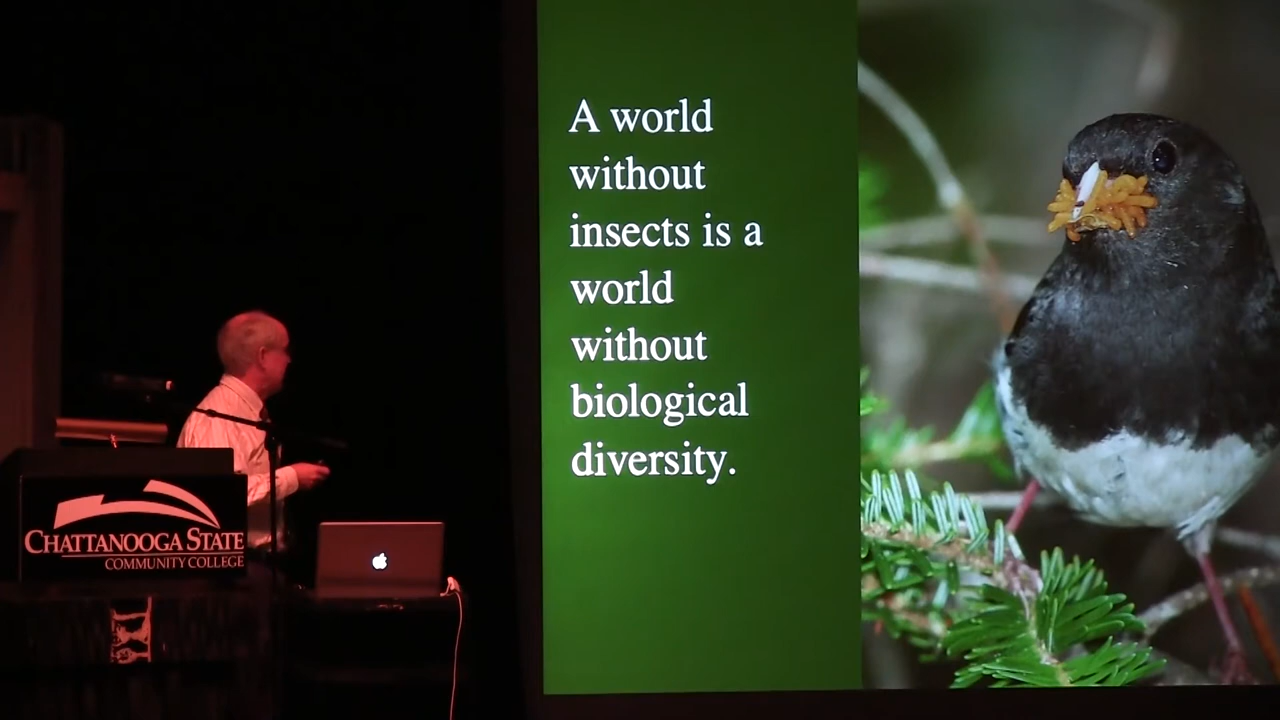 A world
without
insects is a
world
without
biological
diversity.
CHATTANOOGA STATE
COMMUNITY COLLEGE